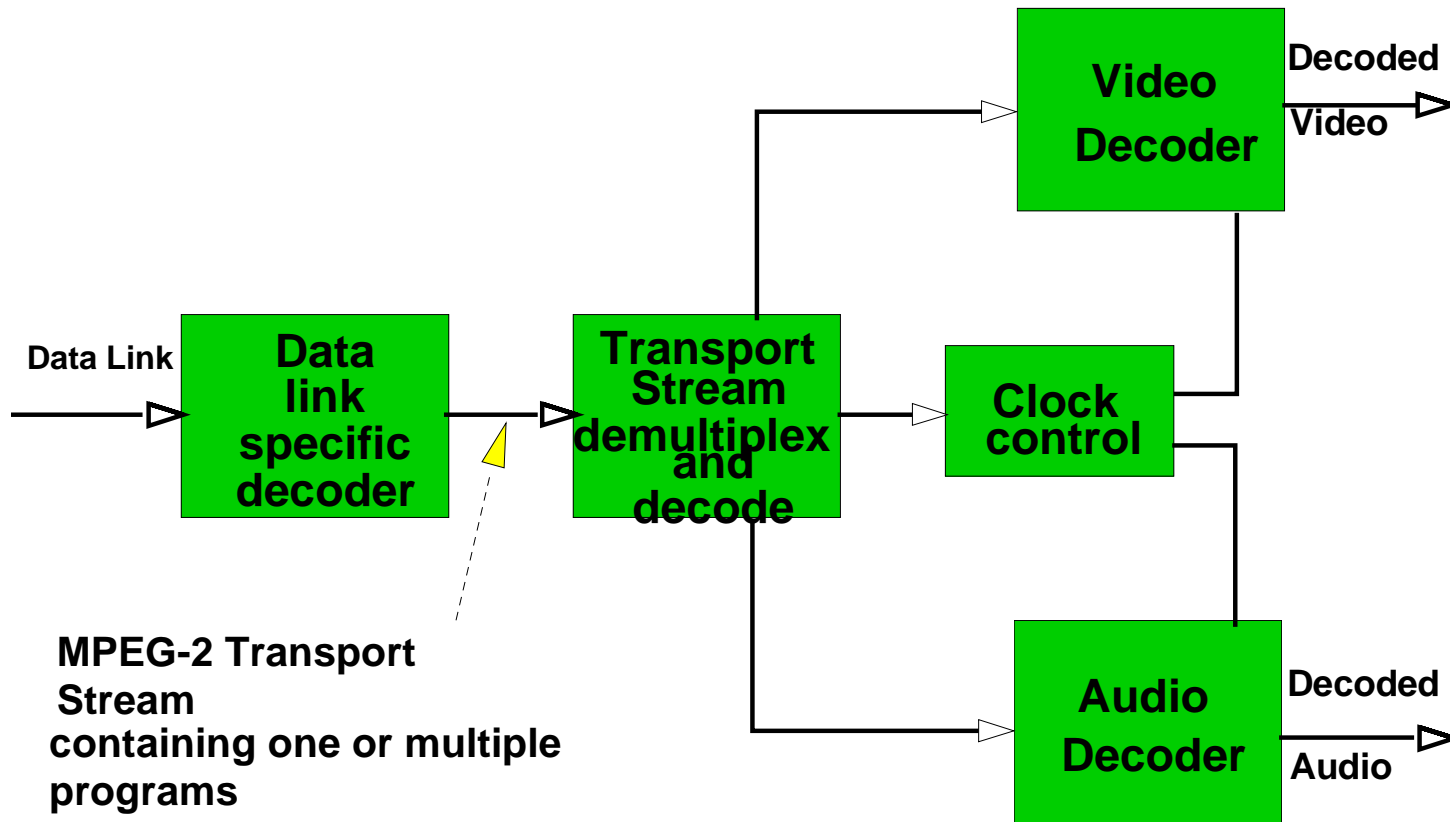 Data Link
Data
link
specific
decoder
MPEG-2 Transport
Stream
containing one or multiple
programs
Transport
Stream
demultiplex
and
decode
Clock
control
Video
Decoder
Decoded
Video
Audio
Decoder
Decoded
Audio